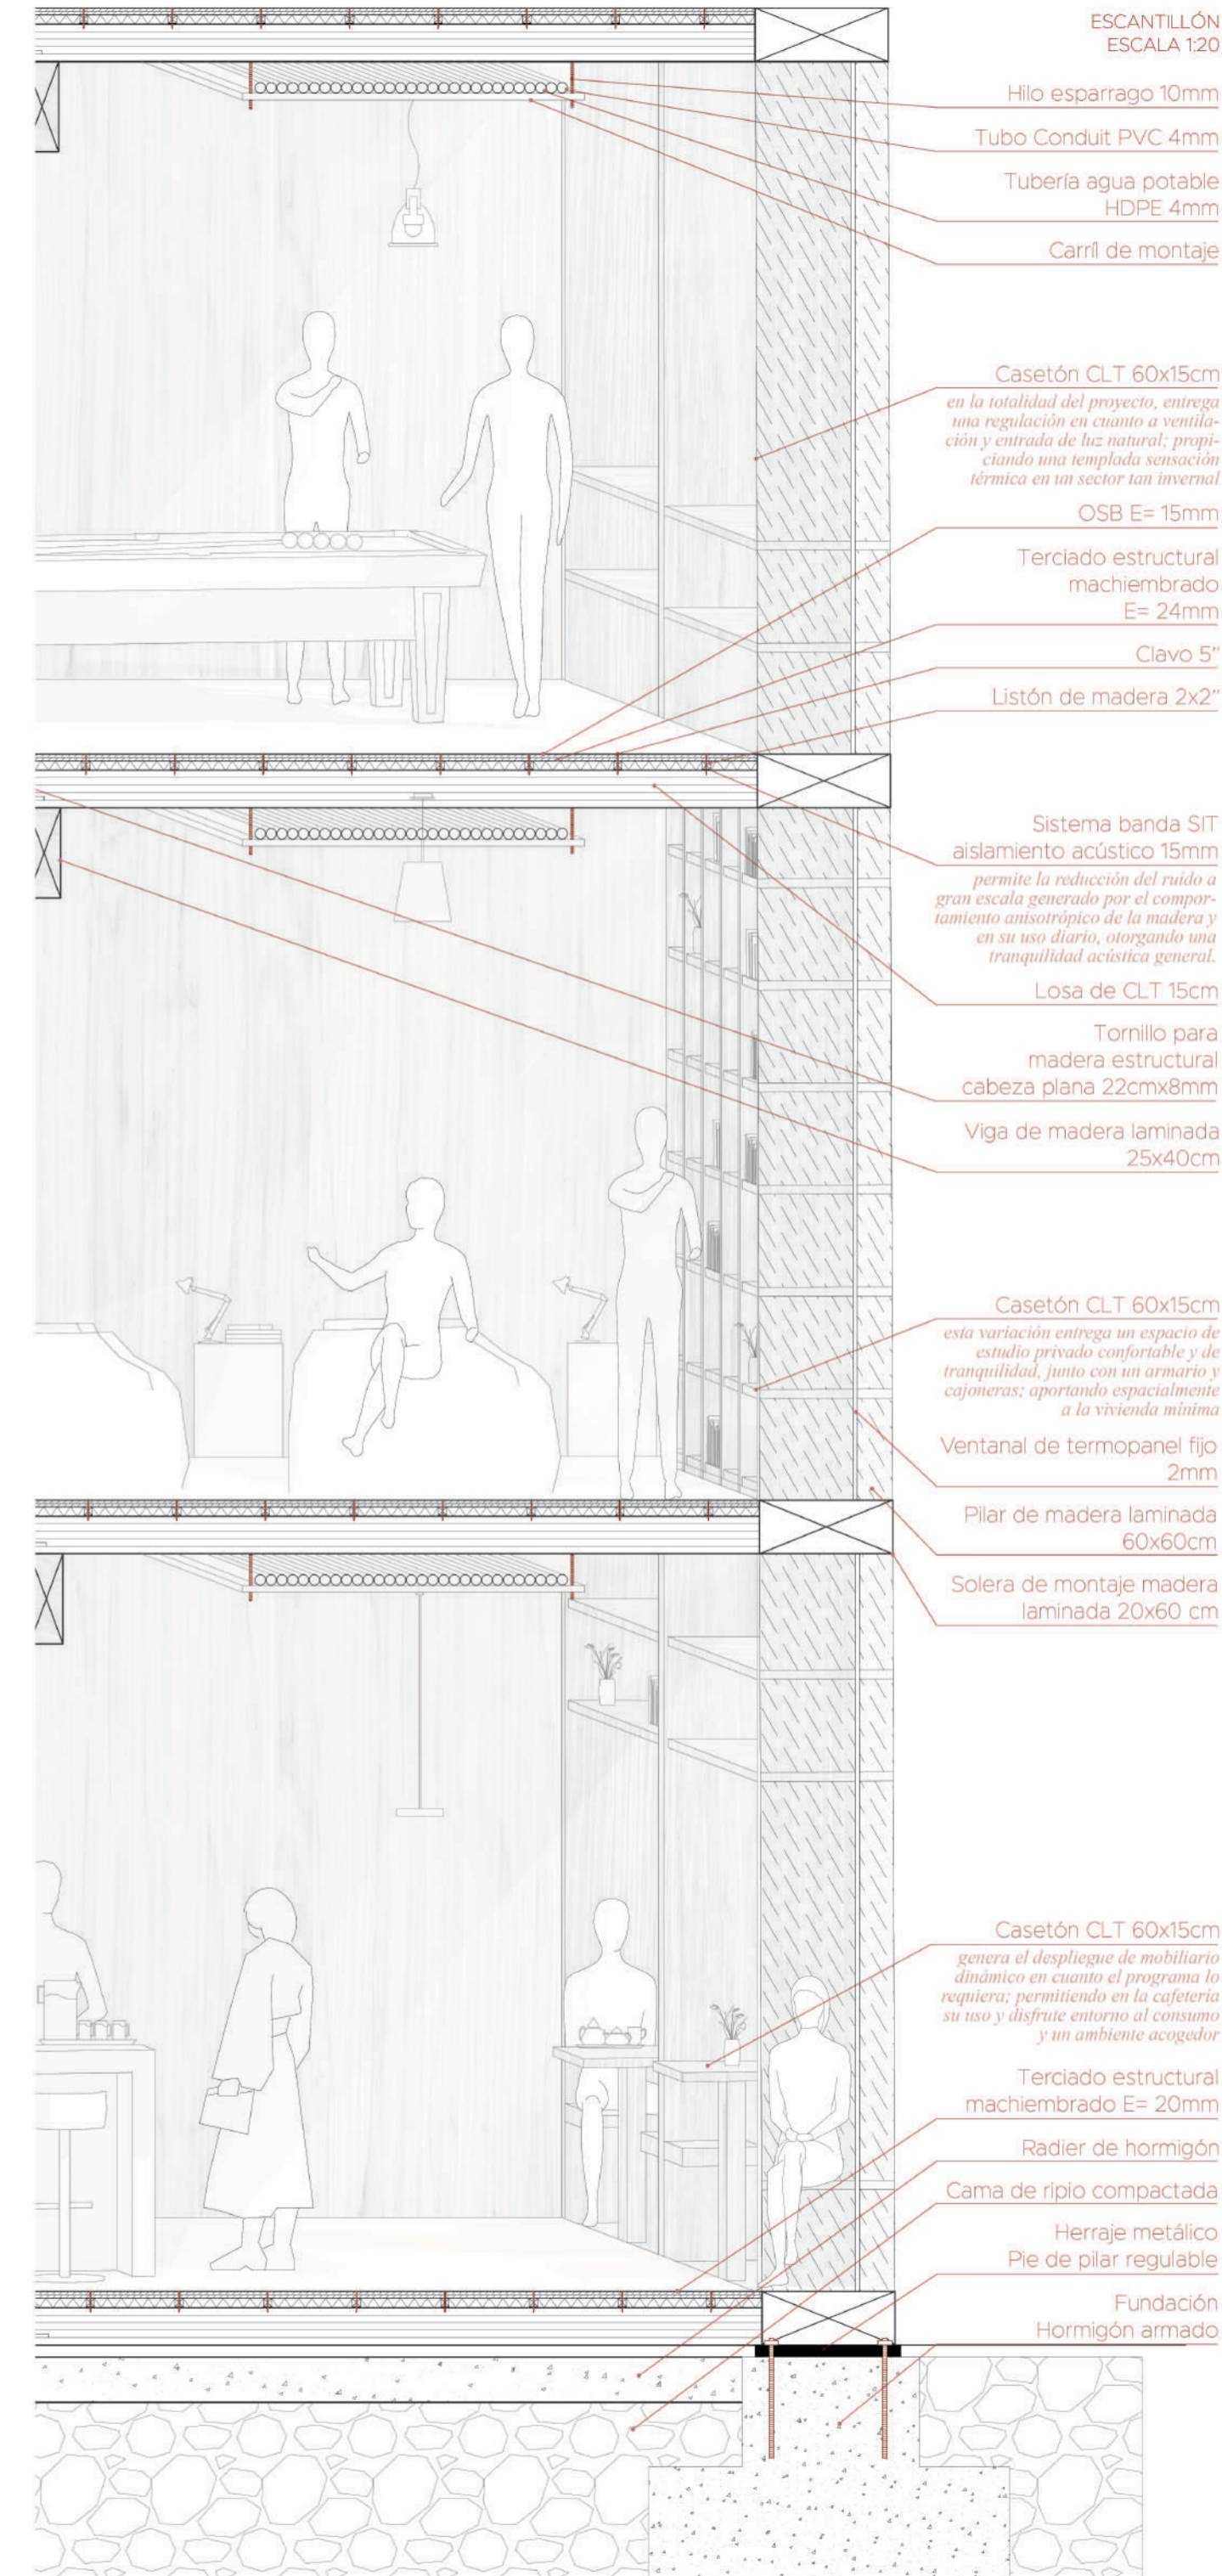 ESCANTILLÓN
ESCALA 1:20
Hilo esparrago 10mm
Tubo Conduit PVC 4mm
Tubería agua potable
HDPE 4mm
Carríl de montaje
Casetón CLT 60x15cm
en la totalidad del proyecto, entrega
una regulación en cuanto a ventila-
ción y entrada de luz natural; propi-
ciando una templada sensación
térmica en un sector tan invernal
OSB E= 15mm
Terciado estructural
machiembrado
E= 24mm
Clavo 5"
Listón de madera 2x2"
Sistema banda SIT
aislamiento acústico 15mm
permite la reducción del ruido a
gran escala generado por el compor-
tamiento anisotrópico de la madera y
en su uso diario, otorgando una
tranquilidad acústica general.
Losa de CLT 15cm
Tornillo para
madera estructural
cabeza plana 22cmx8mm
Viga de madera laminada
25x40cm
Casetón CLT 60x15cm
esta variación entrega un espacio de
estudio privado confortable y de
tranquilidad, junto con un armario y
cajoneras; aportando espacialmente
a la vivienda mínima
Ventanal de termopanel fijo
2mm
Pilar de madera laminada
60x60cm
Solera de montaje madera
laminada 20x60 cm
Casetón CLT 60x15cm
genera el despliegue de mobiliario
dinámico en cuanto el programa lo
requiera; permitiendo en la cafetería
su uso y disfrute entorno al consumo
y un ambiente acogedor
Terciado estructural
machiembrado E= 20mm
Radier de hormigón
Cama de ripio compactada
Herraje metálico
Pie de pilar regulable
Fundación
Hormigón armado